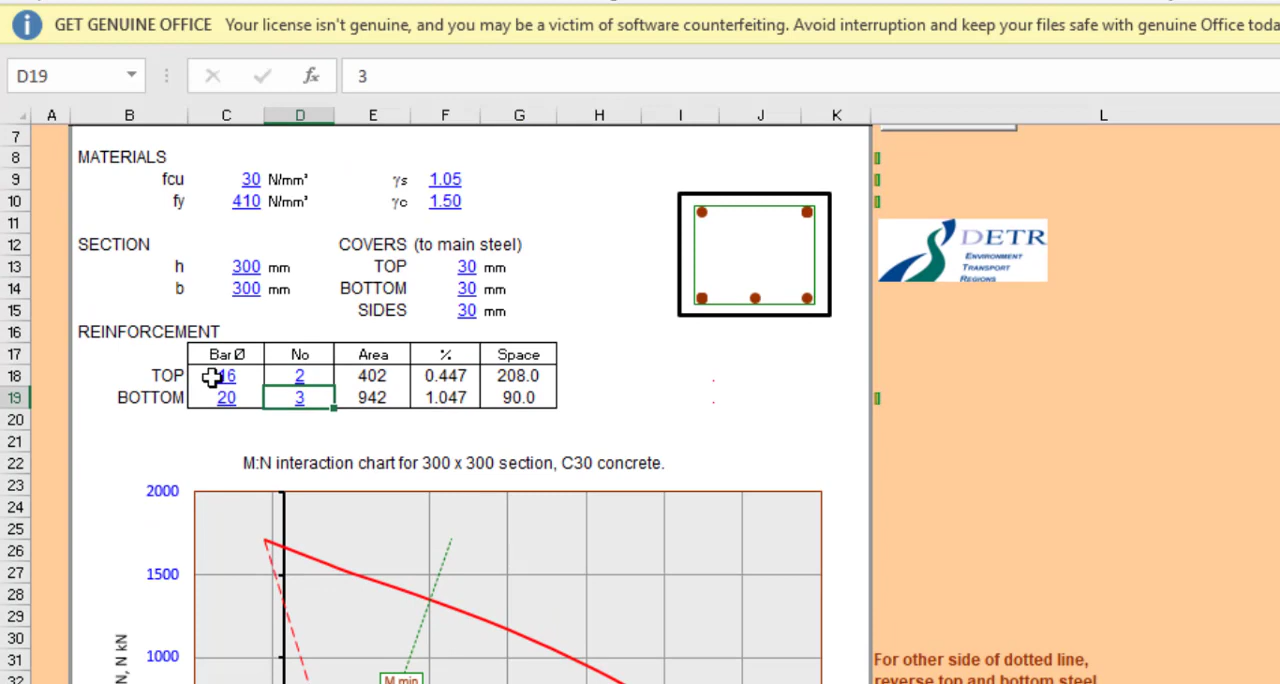 GET GENUINE OFFICE Your license isn't genuine, and you may be a victim of software counterfeiting. Avoid interruption and keep your files safe with genuine Office toda
D19 fx 3
A B C D E F G H I J K L
7
8 MATERIALS
9 fcu 30 N/mm² γs 1.05
10 fy 410 N/mm² γc 1.50
11
12 SECTION COVERS (to main steel)
13 h 300 mm TOP 30 mm
14 b 300 mm BOTTOM 30 mm
15 SIDES 30 mm
DETR
ENVIRONMENT
TRANSPORT
REGIONS
16 REINFORCEMENT
17 Bar Ø No Area % Space
18 TOP 16 2 402 0.447 208.0
19 BOTTOM 20 3 942 1.047 90.0
20
21
22 M:N interaction chart for 300 x 300 section, C30 concrete.
23 2000
24
25
26
27 1500
28
29
30
31 1000
32
N, N kN
M min
For other side of dotted line,
reverse top and bottom steel